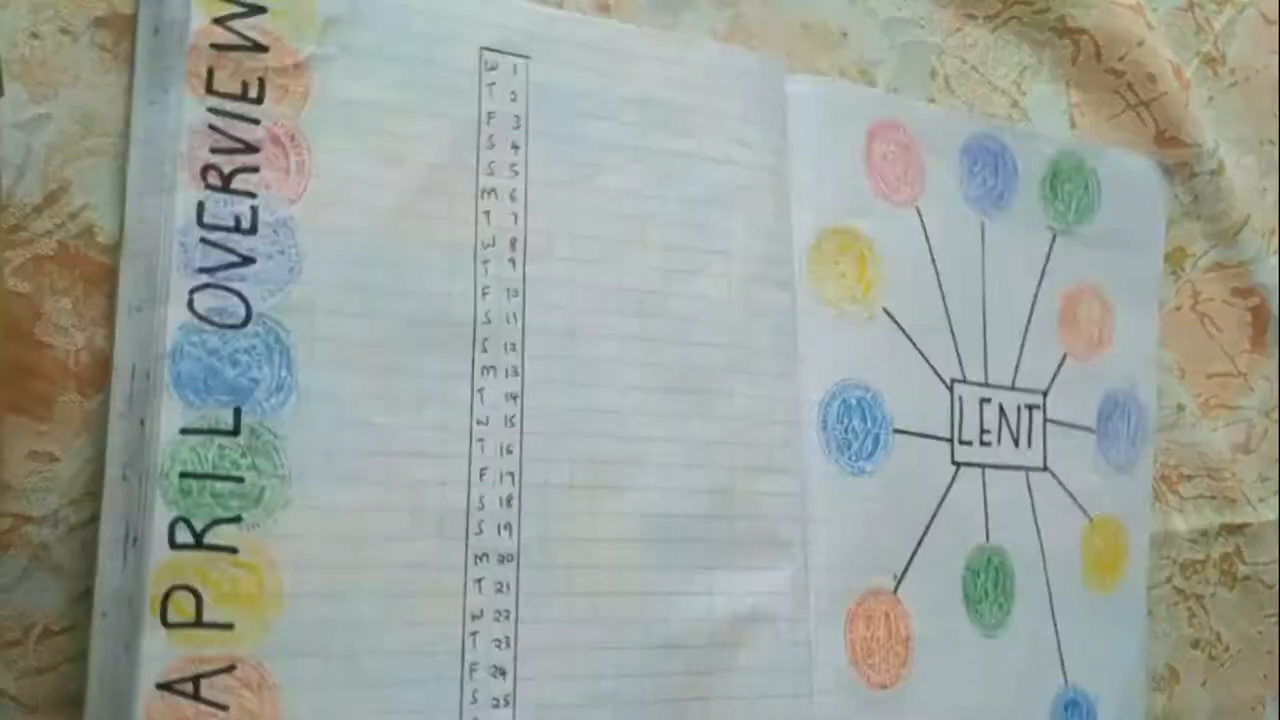 APRIL OVERVIEW
W 1
T 2
F 3
S 4
S 5
M 6
T 7
W 8
T 9
F 10
S 11
S 12
M 13
T 14
W 15
T 16
F 17
S 18
S 19
M 20
T 21
W 22
T 23
F 24
S 25
LENT